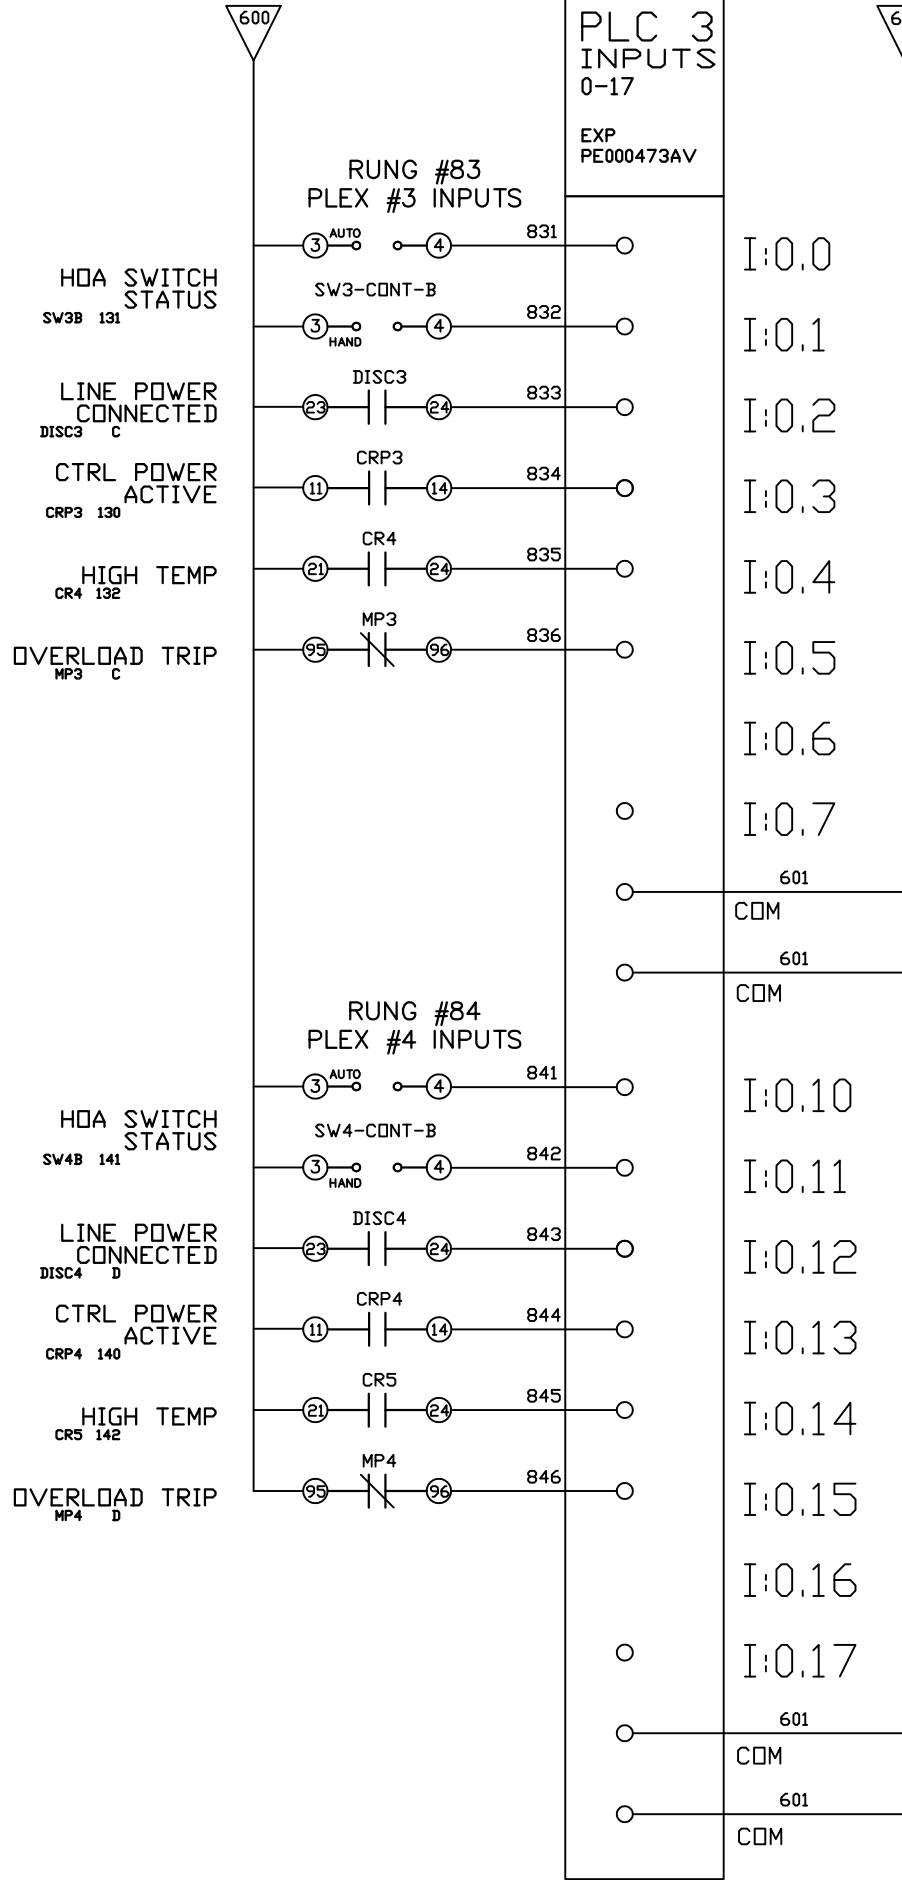 600
PLC 3
INPUTS
0-17
EXP
PE000473AV
6
RUNG #83
PLEX #3 INPUTS
HOA SWITCH
STATUS
SW3B 131
3 AUTO 4 831 I:0.0
SW3-CONT-B
3 HAND 4 832 I:0.1
LINE POWER
CONNECTED
DISC3 C
DISC3
23 24 833 I:0.2
CTRL POWER
ACTIVE
CRP3 130
CRP3
11 14 834 I:0.3
HIGH TEMP
CR4 132
CR4
21 24 835 I:0.4
OVERLOAD TRIP
MP3 C
MP3
95 96 836 I:0.5
I:0.6
I:0.7
601
COM
601
COM
RUNG #84
PLEX #4 INPUTS
HOA SWITCH
STATUS
SW4B 141
3 AUTO 4 841 I:0.10
SW4-CONT-B
3 HAND 4 842 I:0.11
LINE POWER
CONNECTED
DISC4 D
DISC4
23 24 843 I:0.12
CTRL POWER
ACTIVE
CRP4 140
CRP4
11 14 844 I:0.13
HIGH TEMP
CR5 142
CR5
21 24 845 I:0.14
OVERLOAD TRIP
MP4 D
MP4
95 96 846 I:0.15
I:0.16
I:0.17
601
COM
601
COM